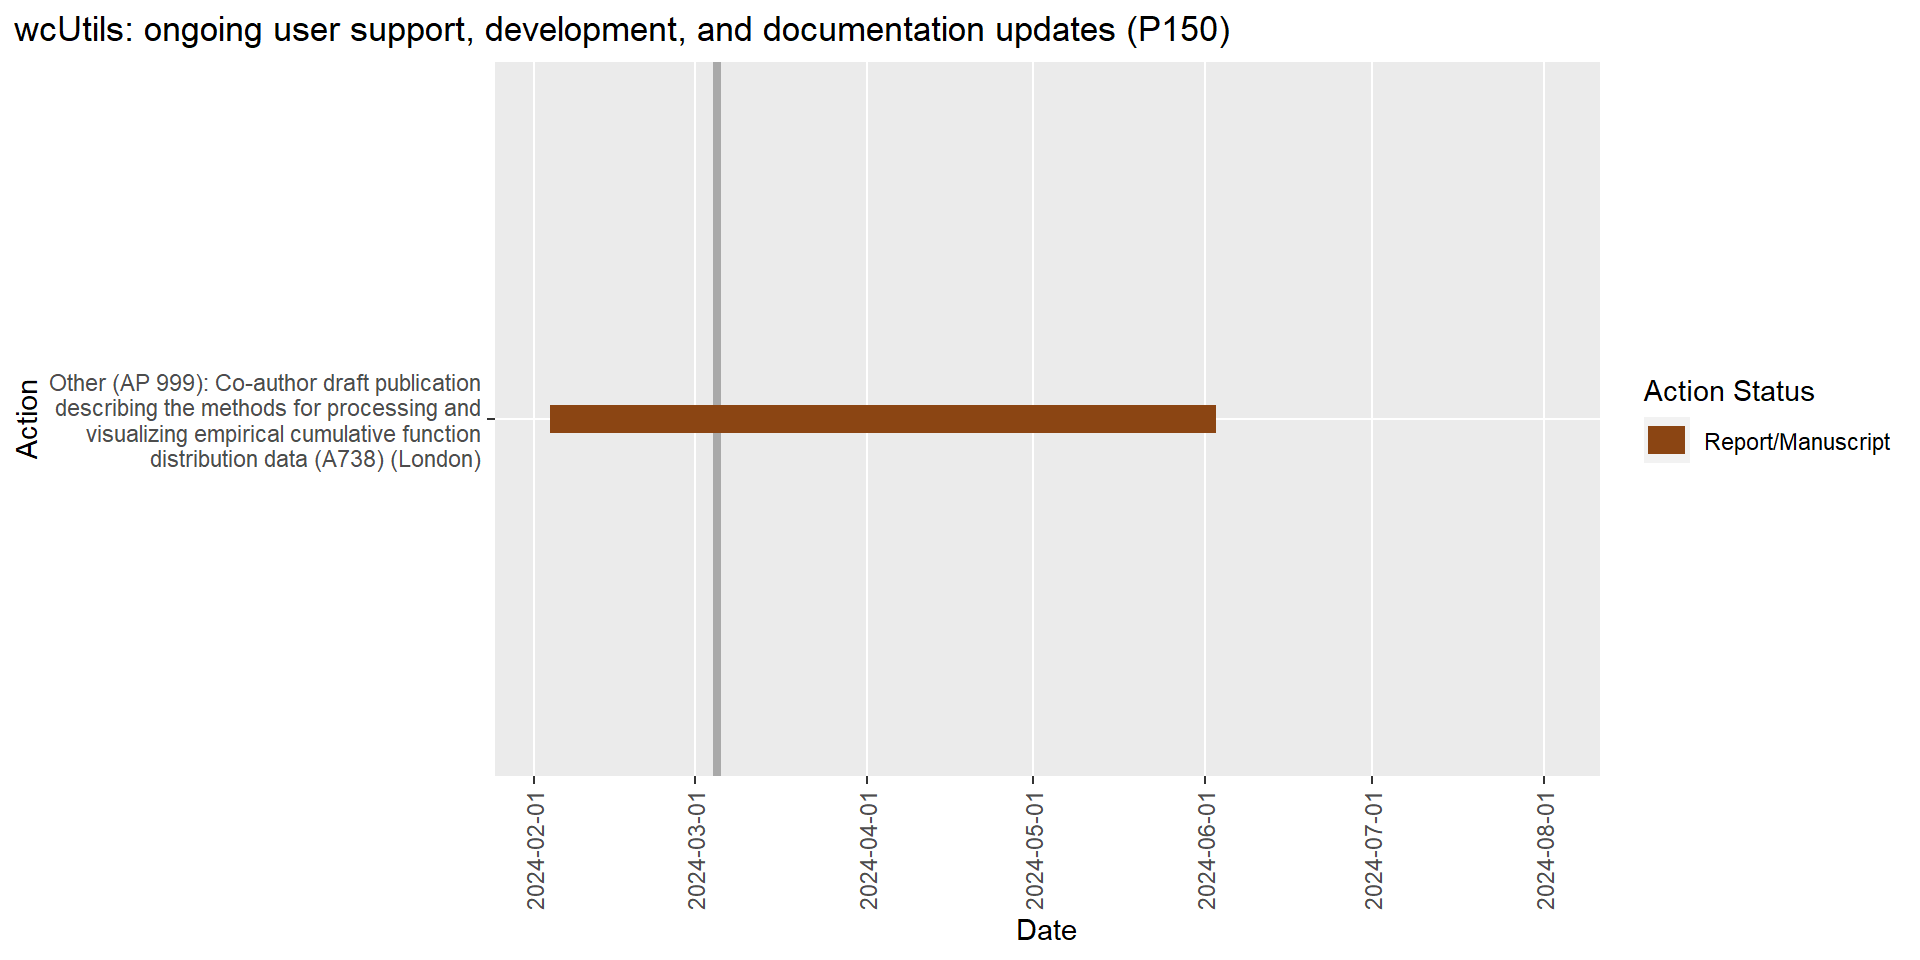 wcUtils: ongoing user support, development, and documentation updates (P150)
Action
Other (AP 999): Co-author draft publication
describing the methods for processing and
visualizing empirical cumulative function
distribution data (A738) (London)
Action Status
Report/Manuscript
2024-02-01
2024-03-01
2024-04-01
2024-05-01
2024-06-01
2024-07-01
2024-08-01
Date